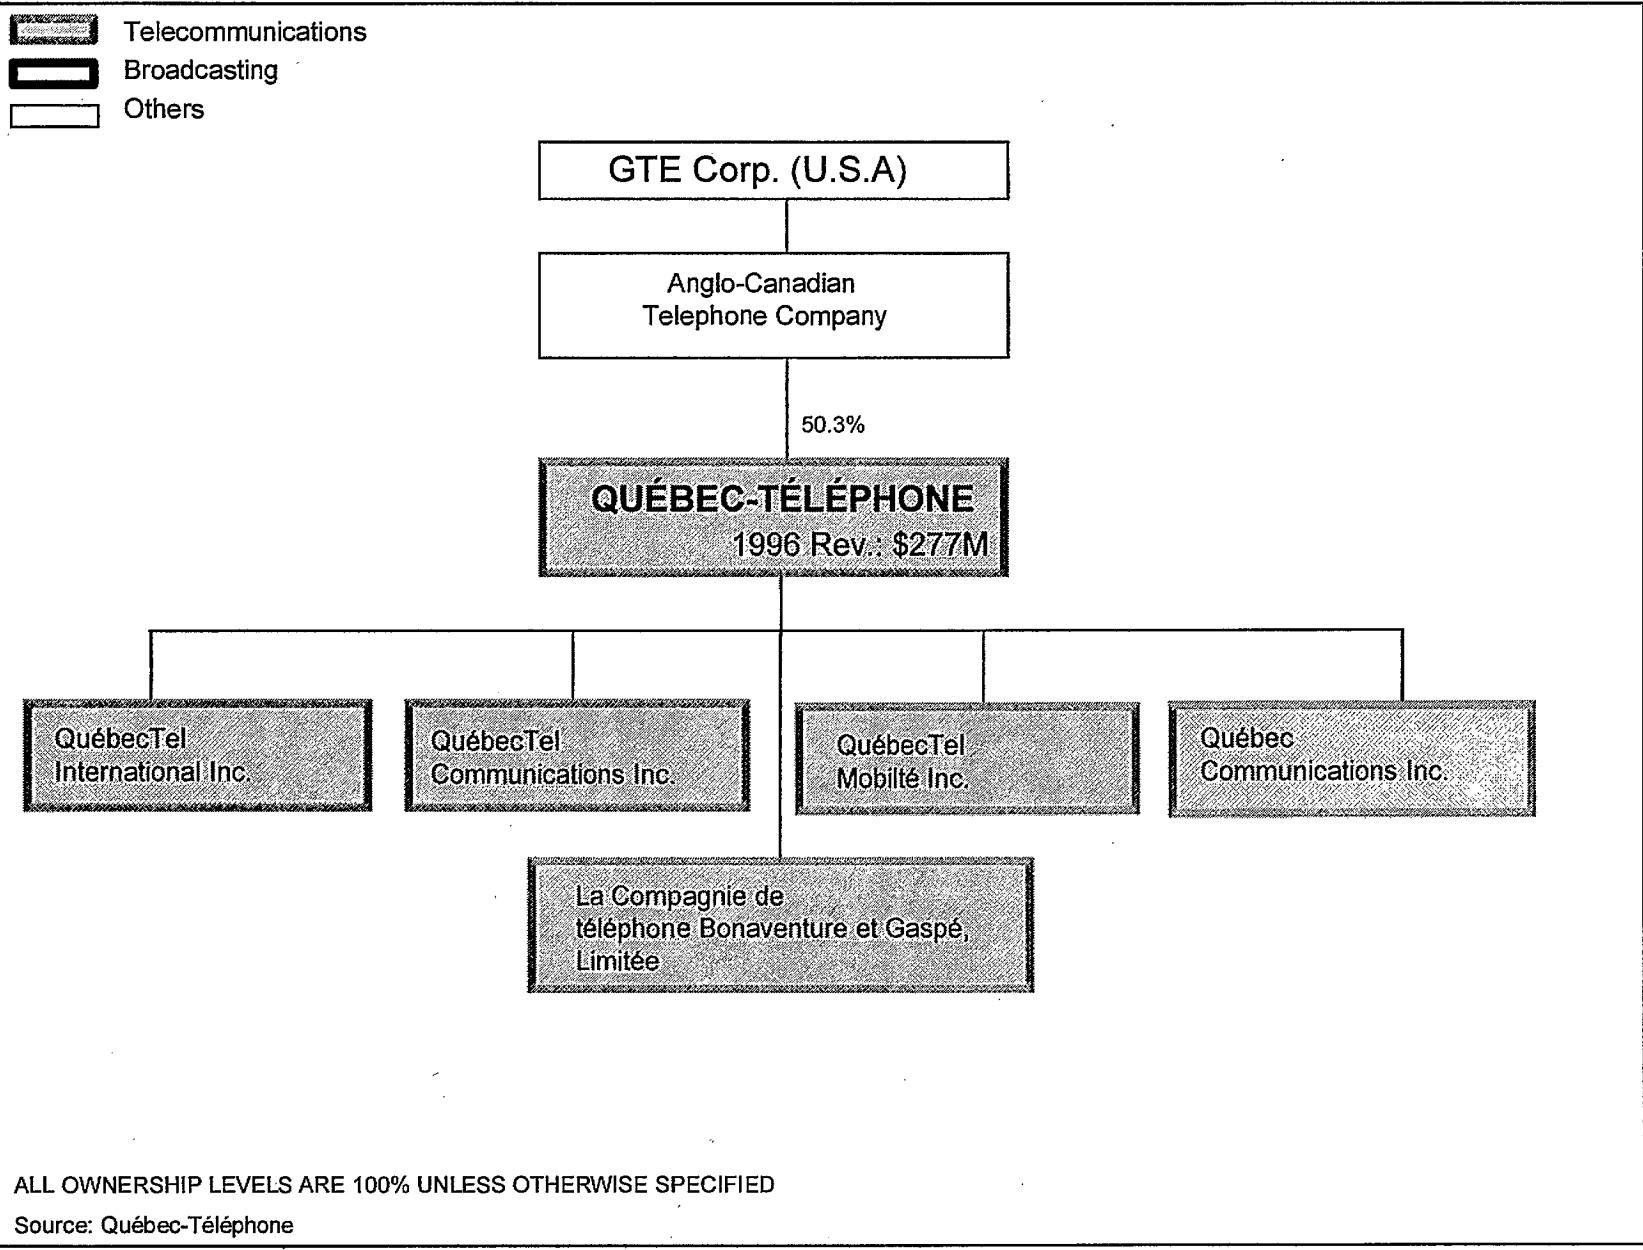 Telecommunications
Broadcasting
Others
GTE Corp. (U.S.A)
Anglo-Canadian
Telephone Company
50.3%
QUÉBEC-TÉLÉPHONE
1996 Rev.: $277M
QuébecTel
International Inc.
QuébecTel
Communications Inc.
QuébecTel
Mobilté Inc.
Québec
Communications Inc.
La Compagnie de
téléphone Bonaventure et Gaspé,
Limitée
ALL OWNERSHIP LEVELS ARE 100% UNLESS OTHERWISE SPECIFIED
Source: Québec-Téléphone